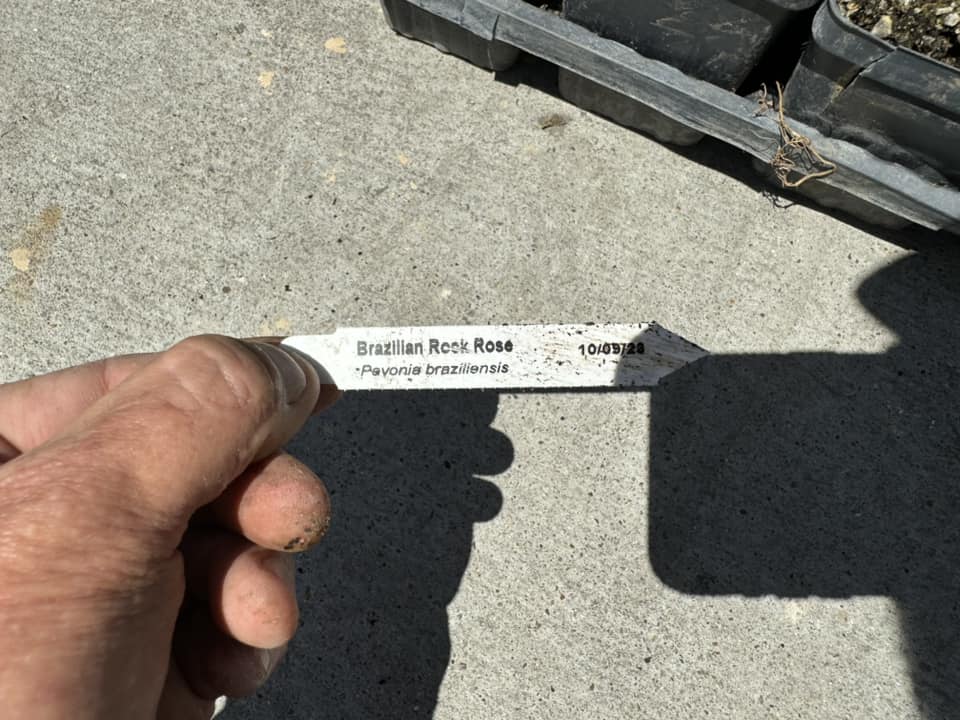 Brazilian Rock Rose 10/09/23
Pavonia braziliensis